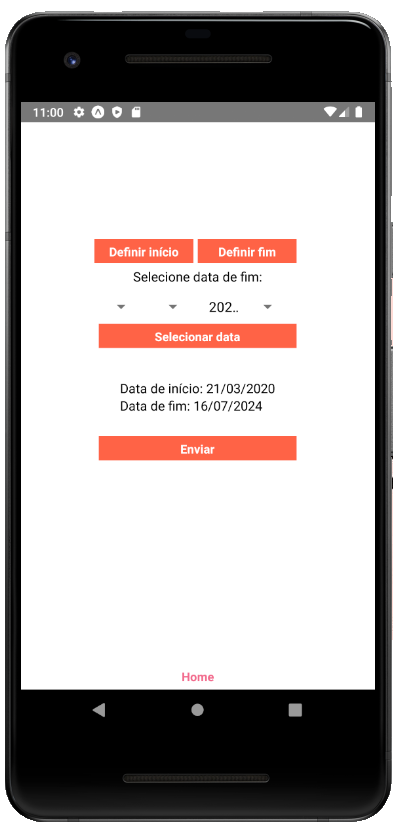 11:00
Definir início Definir fim
Selecione data de fim:
202..
Selecionar data
Data de início: 21/03/2020
Data de fim: 16/07/2024
Enviar
Home